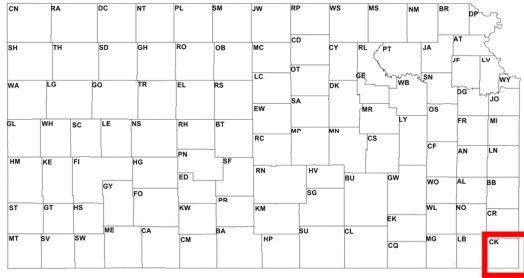 CN RA DC NT PL SM JW RP WS MS NM BR DP
CD AT
SH TH SD GH RO OB MC CY RL PT JA
OT JF LV
LC GE WB SN WY
WA LG GO TR EL RS DK DG JO
SA
EW MR OS
GL WH SC LE NS RH BT LY FR MI
RC MP MN CS
CF
PN AN LN
HM KE FI HG SF RN HV
ED BU GW WO AL BB
GY FO SG
PR
ST GT HS KW KM WL NO CR
EK
ME CA BA SU CL
MT SV SW CM HP CQ MG LB CK